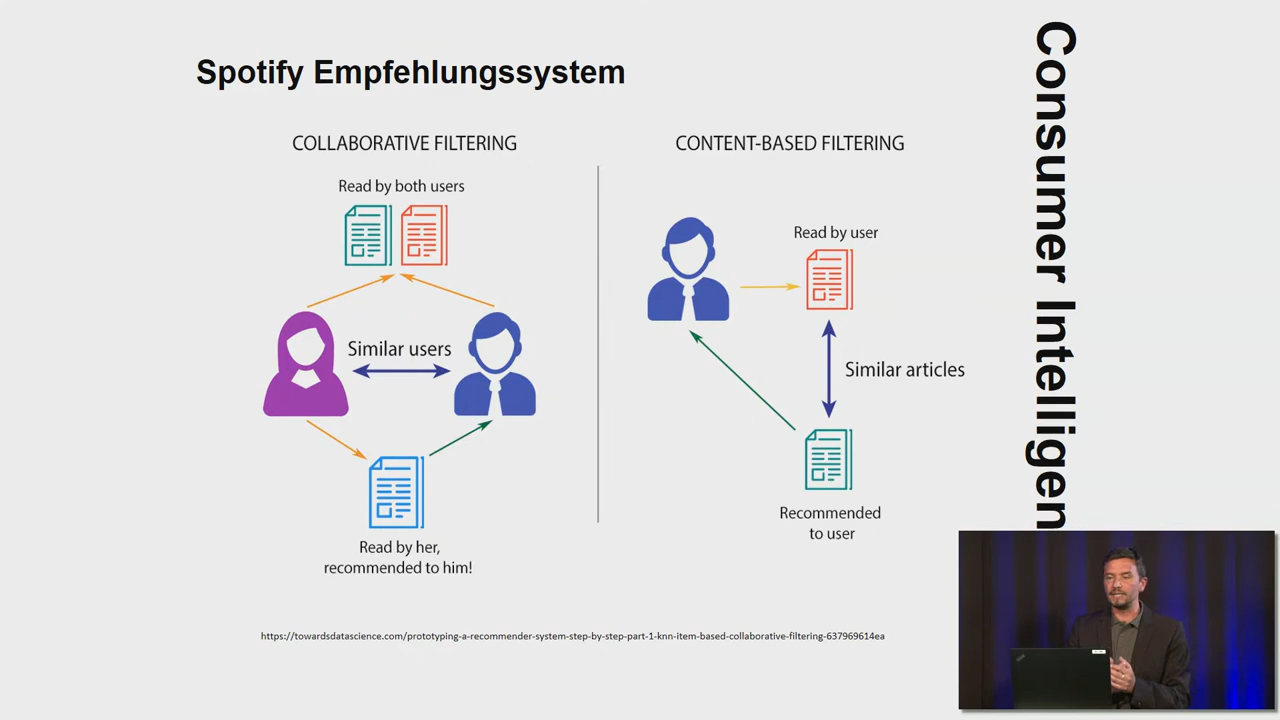 Spotify Empfehlungssystem
COLLABORATIVE FILTERING
Read by both users
Similar users
Read by her,
recommended to him!
CONTENT-BASED FILTERING
Read by user
Similar articles
Recommended
to user
https://towardsdatascience.com/prototyping-a-recommender-system-step-by-step-part-1-knn-item-based-collaborative-filtering-637969614ea
Consumer Intelligen